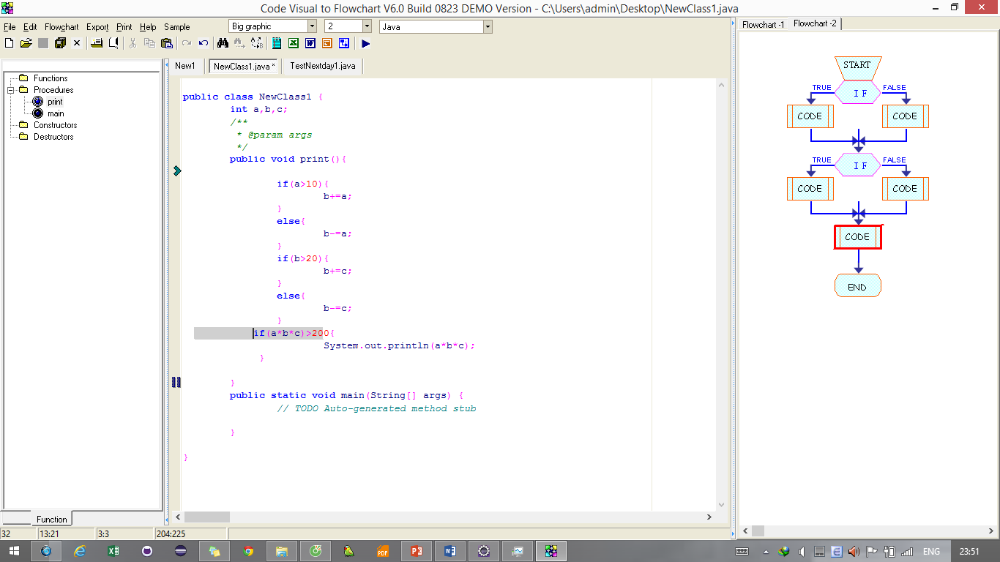 Code Visual to Flowchart V6.0 Build 0823 DEMO Version - C:\Users\admin\Desktop\NewClass1.java
File Edit Flowchart Export Print Help Sample
Big graphic 2 Java
New1 NewClass1.java * TestNextday1.java
Functions
Procedures
print
main
Constructors
Destructors
Function
public class NewClass1 {
int a,b,c;
/**
* @param args
*/
public void print(){
if(a>10){
b+=a;
}
else{
b-=a;
}
if(b>20){
b+=c;
}
else{
b-=c;
}
if(a*b*c)>200{
System.out.println(a*b*c);
}
}
public static void main(String[] args) {
// TODO Auto-generated method stub
}
}
Flowchart -1 Flowchart -2
START
TRUE IF FALSE
CODE CODE
TRUE IF FALSE
CODE CODE
CODE
END
32 13:21 3:3 204:225
PDF
ENG 23:51